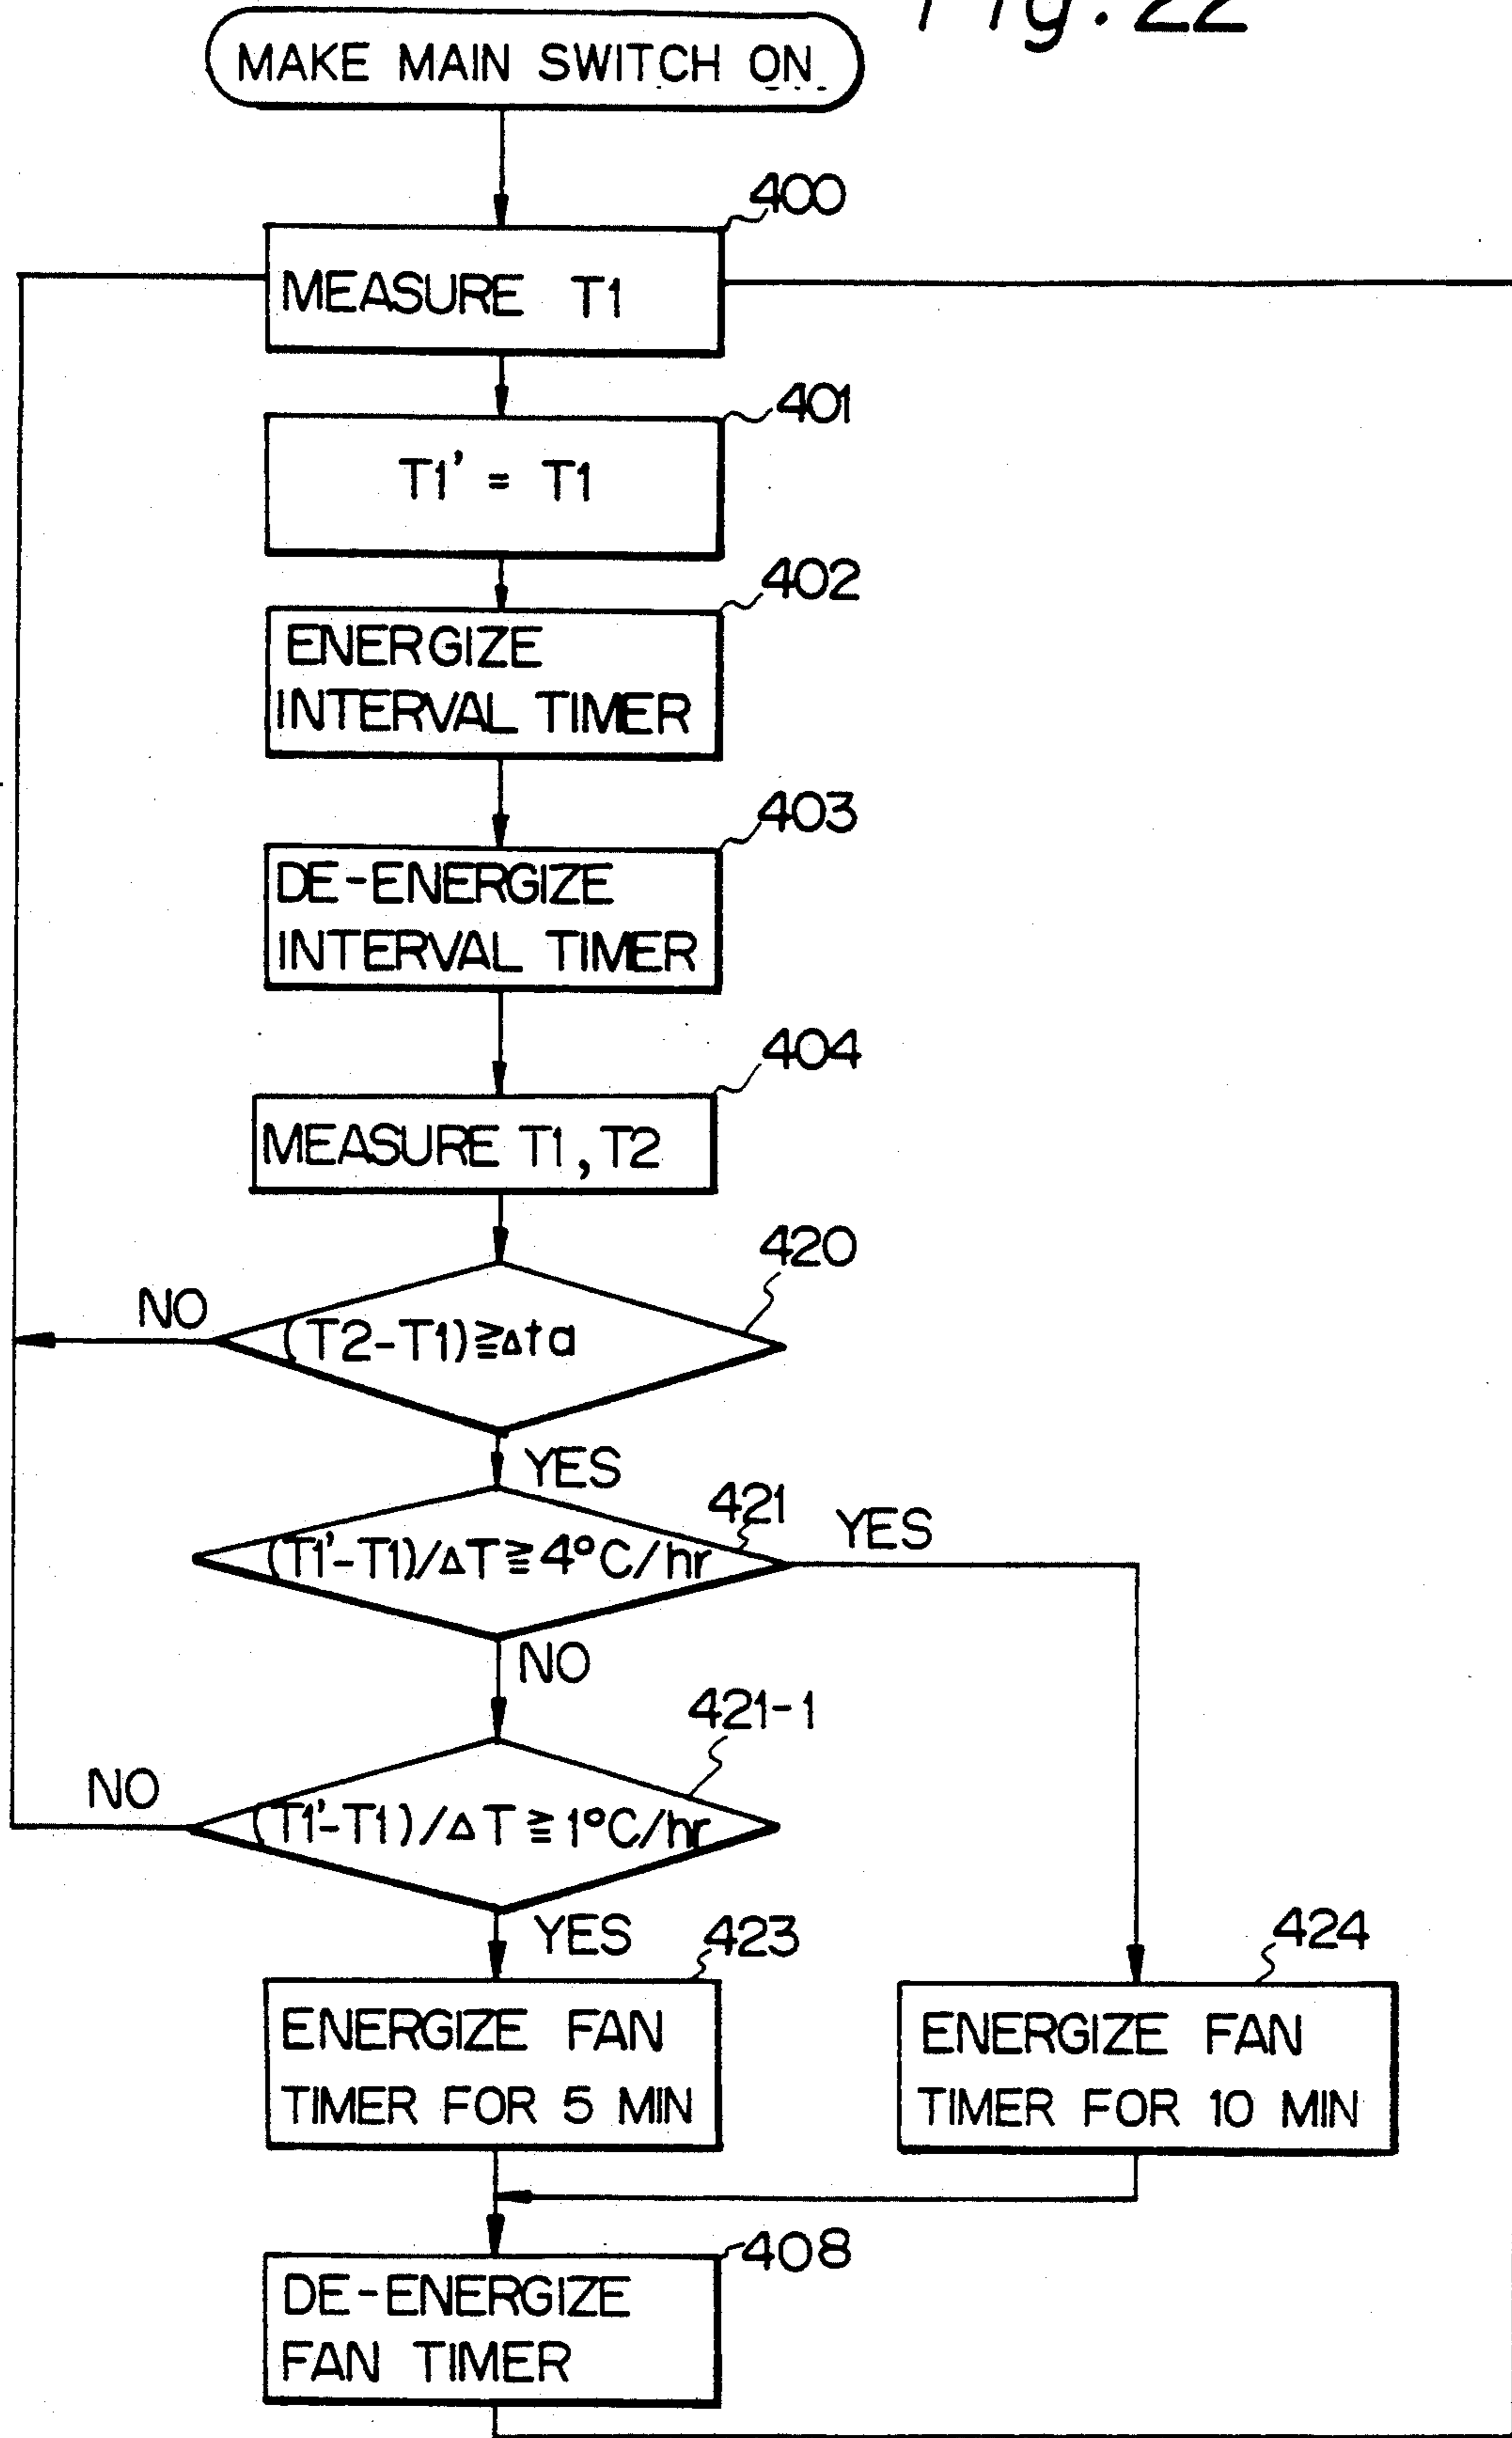 Fig. 22
MAKE MAIN SWITCH ON
400
MEASURE T1
401
T1' = T1
402
ENERGIZE
INTERVAL TIMER
403
DE-ENERGIZE
INTERVAL TIMER
404
MEASURE T1, T2
420
NO
(T2-T1)≧Δta
YES
421
YES
(T1'-T1)/ΔT≧4°C/hr
NO
421-1
NO
(T1'-T1)/ΔT≧1°C/hr
YES
423
424
ENERGIZE FAN
TIMER FOR 5 MIN
ENERGIZE FAN
TIMER FOR 10 MIN
408
DE-ENERGIZE
FAN TIMER